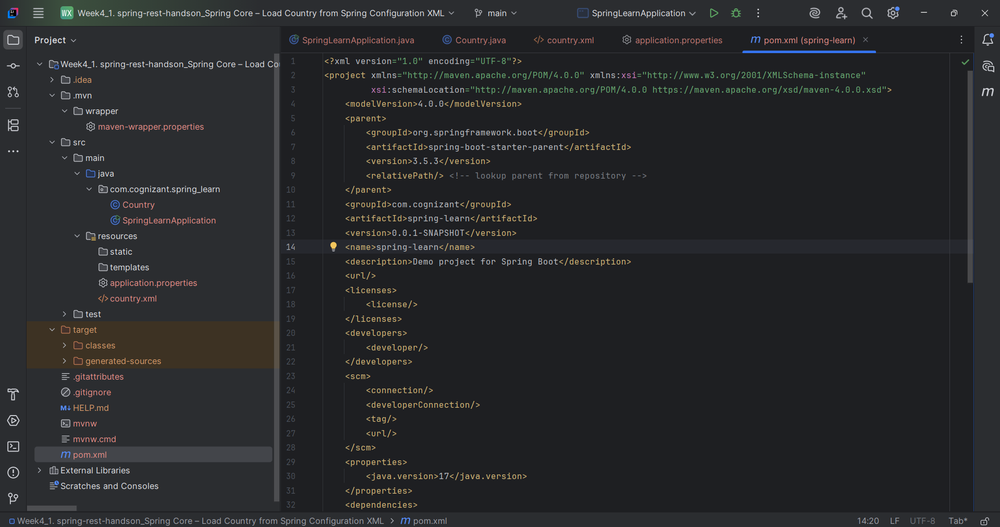 WX Week4_1. spring-rest-handson_Spring Core – Load Country from Spring Configuration XML
main
SpringLearnApplication
Project
Week4_1. spring-rest-handson_Spring Core – Load Co
.idea
.mvn
wrapper
maven-wrapper.properties
src
main
java
com.cognizant.spring_learn
Country
SpringLearnApplication
resources
static
templates
application.properties
country.xml
test
target
classes
generated-sources
.gitattributes
.gitignore
HELP.md
mvnw
mvnw.cmd
pom.xml
External Libraries
Scratches and Consoles
SpringLearnApplication.java
Country.java
country.xml
application.properties
pom.xml (spring-learn)
1 <?xml version="1.0" encoding="UTF-8"?>
2 <project xmlns="http://maven.apache.org/POM/4.0.0" xmlns:xsi="http://www.w3.org/2001/XMLSchema-instance"
3 xsi:schemaLocation="http://maven.apache.org/POM/4.0.0 https://maven.apache.org/xsd/maven-4.0.0.xsd">
4 <modelVersion>4.0.0</modelVersion>
5 <parent>
6 <groupId>org.springframework.boot</groupId>
7 <artifactId>spring-boot-starter-parent</artifactId>
8 <version>3.5.3</version>
9 <relativePath/> <!-- lookup parent from repository -->
10 </parent>
11 <groupId>com.cognizant</groupId>
12 <artifactId>spring-learn</artifactId>
13 <version>0.0.1-SNAPSHOT</version>
14 <name>spring-learn</name>
15 <description>Demo project for Spring Boot</description>
16 <url/>
17 <licenses>
18 <license/>
19 </licenses>
20 <developers>
21 <developer/>
22 </developers>
23 <scm>
24 <connection/>
25 <developerConnection/>
26 <tag/>
27 <url/>
28 </scm>
29 <properties>
30 <java.version>17</java.version>
31 </properties>
32 <dependencies>
Week4_1. spring-rest-handson_Spring Core – Load Country from Spring Configuration XML > m pom.xml
14:20 LF UTF-8 Tab*